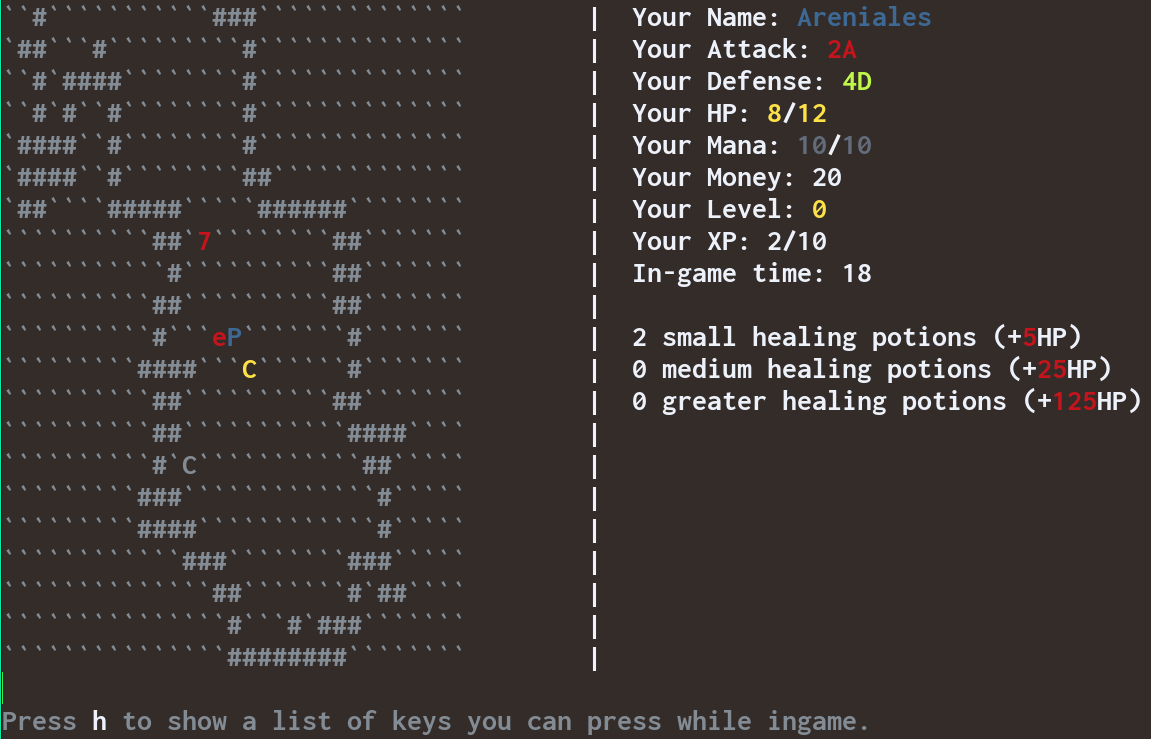 ``#```````````###`````````````` | Your Name: Areniales
`##```#`````````#`````````````` | Your Attack: 2A
``#`####````````#`````````````` | Your Defense: 4D
``#`#``#````````#`````````````` | Your HP: 8/12
`####``#````````#`````````````` | Your Mana: 10/10
`####``#````````##````````````` | Your Money: 20
`##````#####`````######```````` | Your Level: 0
``````````##`7````````##``````` | Your XP: 2/10
```````````#``````````##``````` | In-game time: 18
``````````##``````````##``````` |
``````````#```eP```````#``````` | 2 small healing potions (+5HP)
`````````####```C``````#``````` | 0 medium healing potions (+25HP)
``````````##``````````##``````` | 0 greater healing potions (+125HP)
``````````##```````````####```` |
``````````#`C```````````##````` |
`````````###`````````````#````` |
`````````####````````````#````` |
````````````###````````###````` |
``````````````##```````#`##```` |
```````````````#```#`###``````` |
```````````````########```````` |
Press h to show a list of keys you can press while ingame.